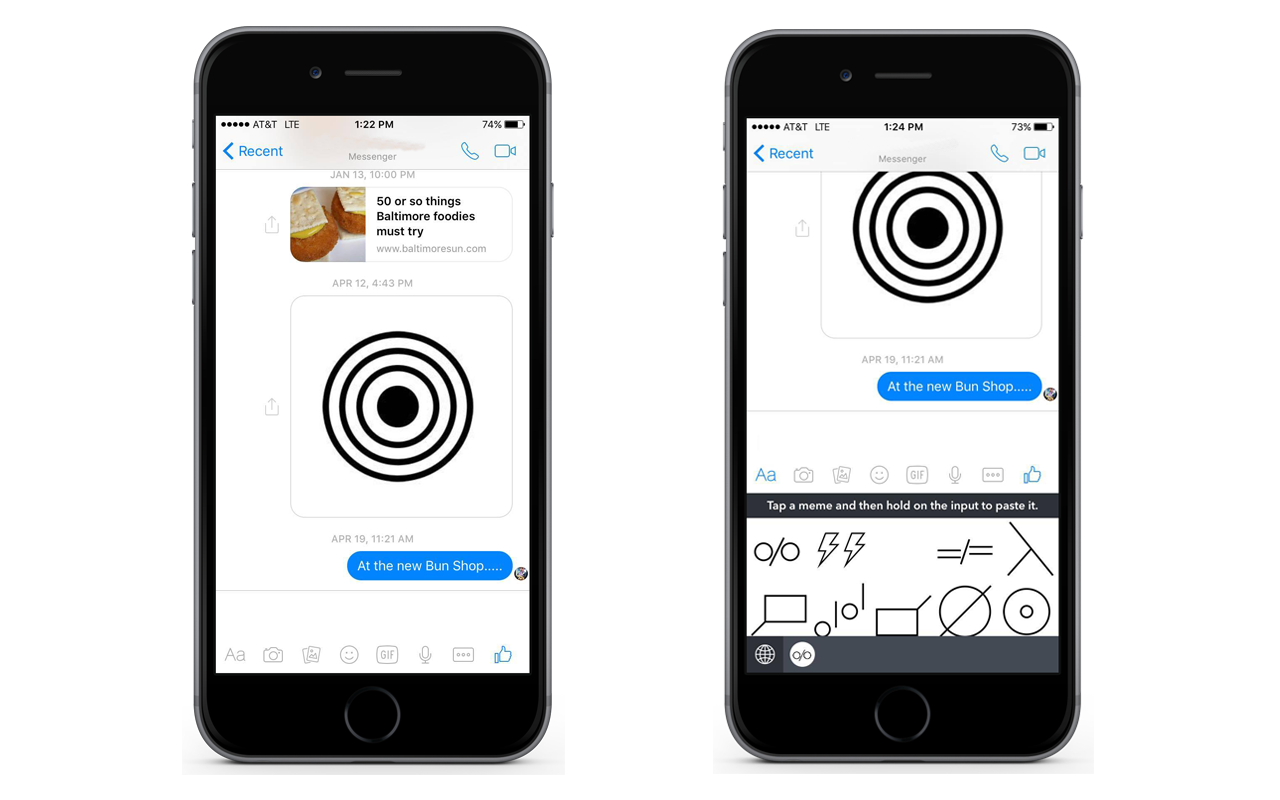 AT&T LTE 1:22 PM 74%
Recent
Messenger
JAN 13, 10:00 PM
50 or so things
Baltimore foodies
must try
www.baltimoresun.com
APR 12, 4:43 PM
APR 19, 11:21 AM
At the new Bun Shop.....
Aa GIF
AT&T LTE 1:24 PM 73%
Recent
Messenger
APR 19, 11:21 AM
At the new Bun Shop.....
Aa GIF
Tap a meme and then hold on the input to paste it.